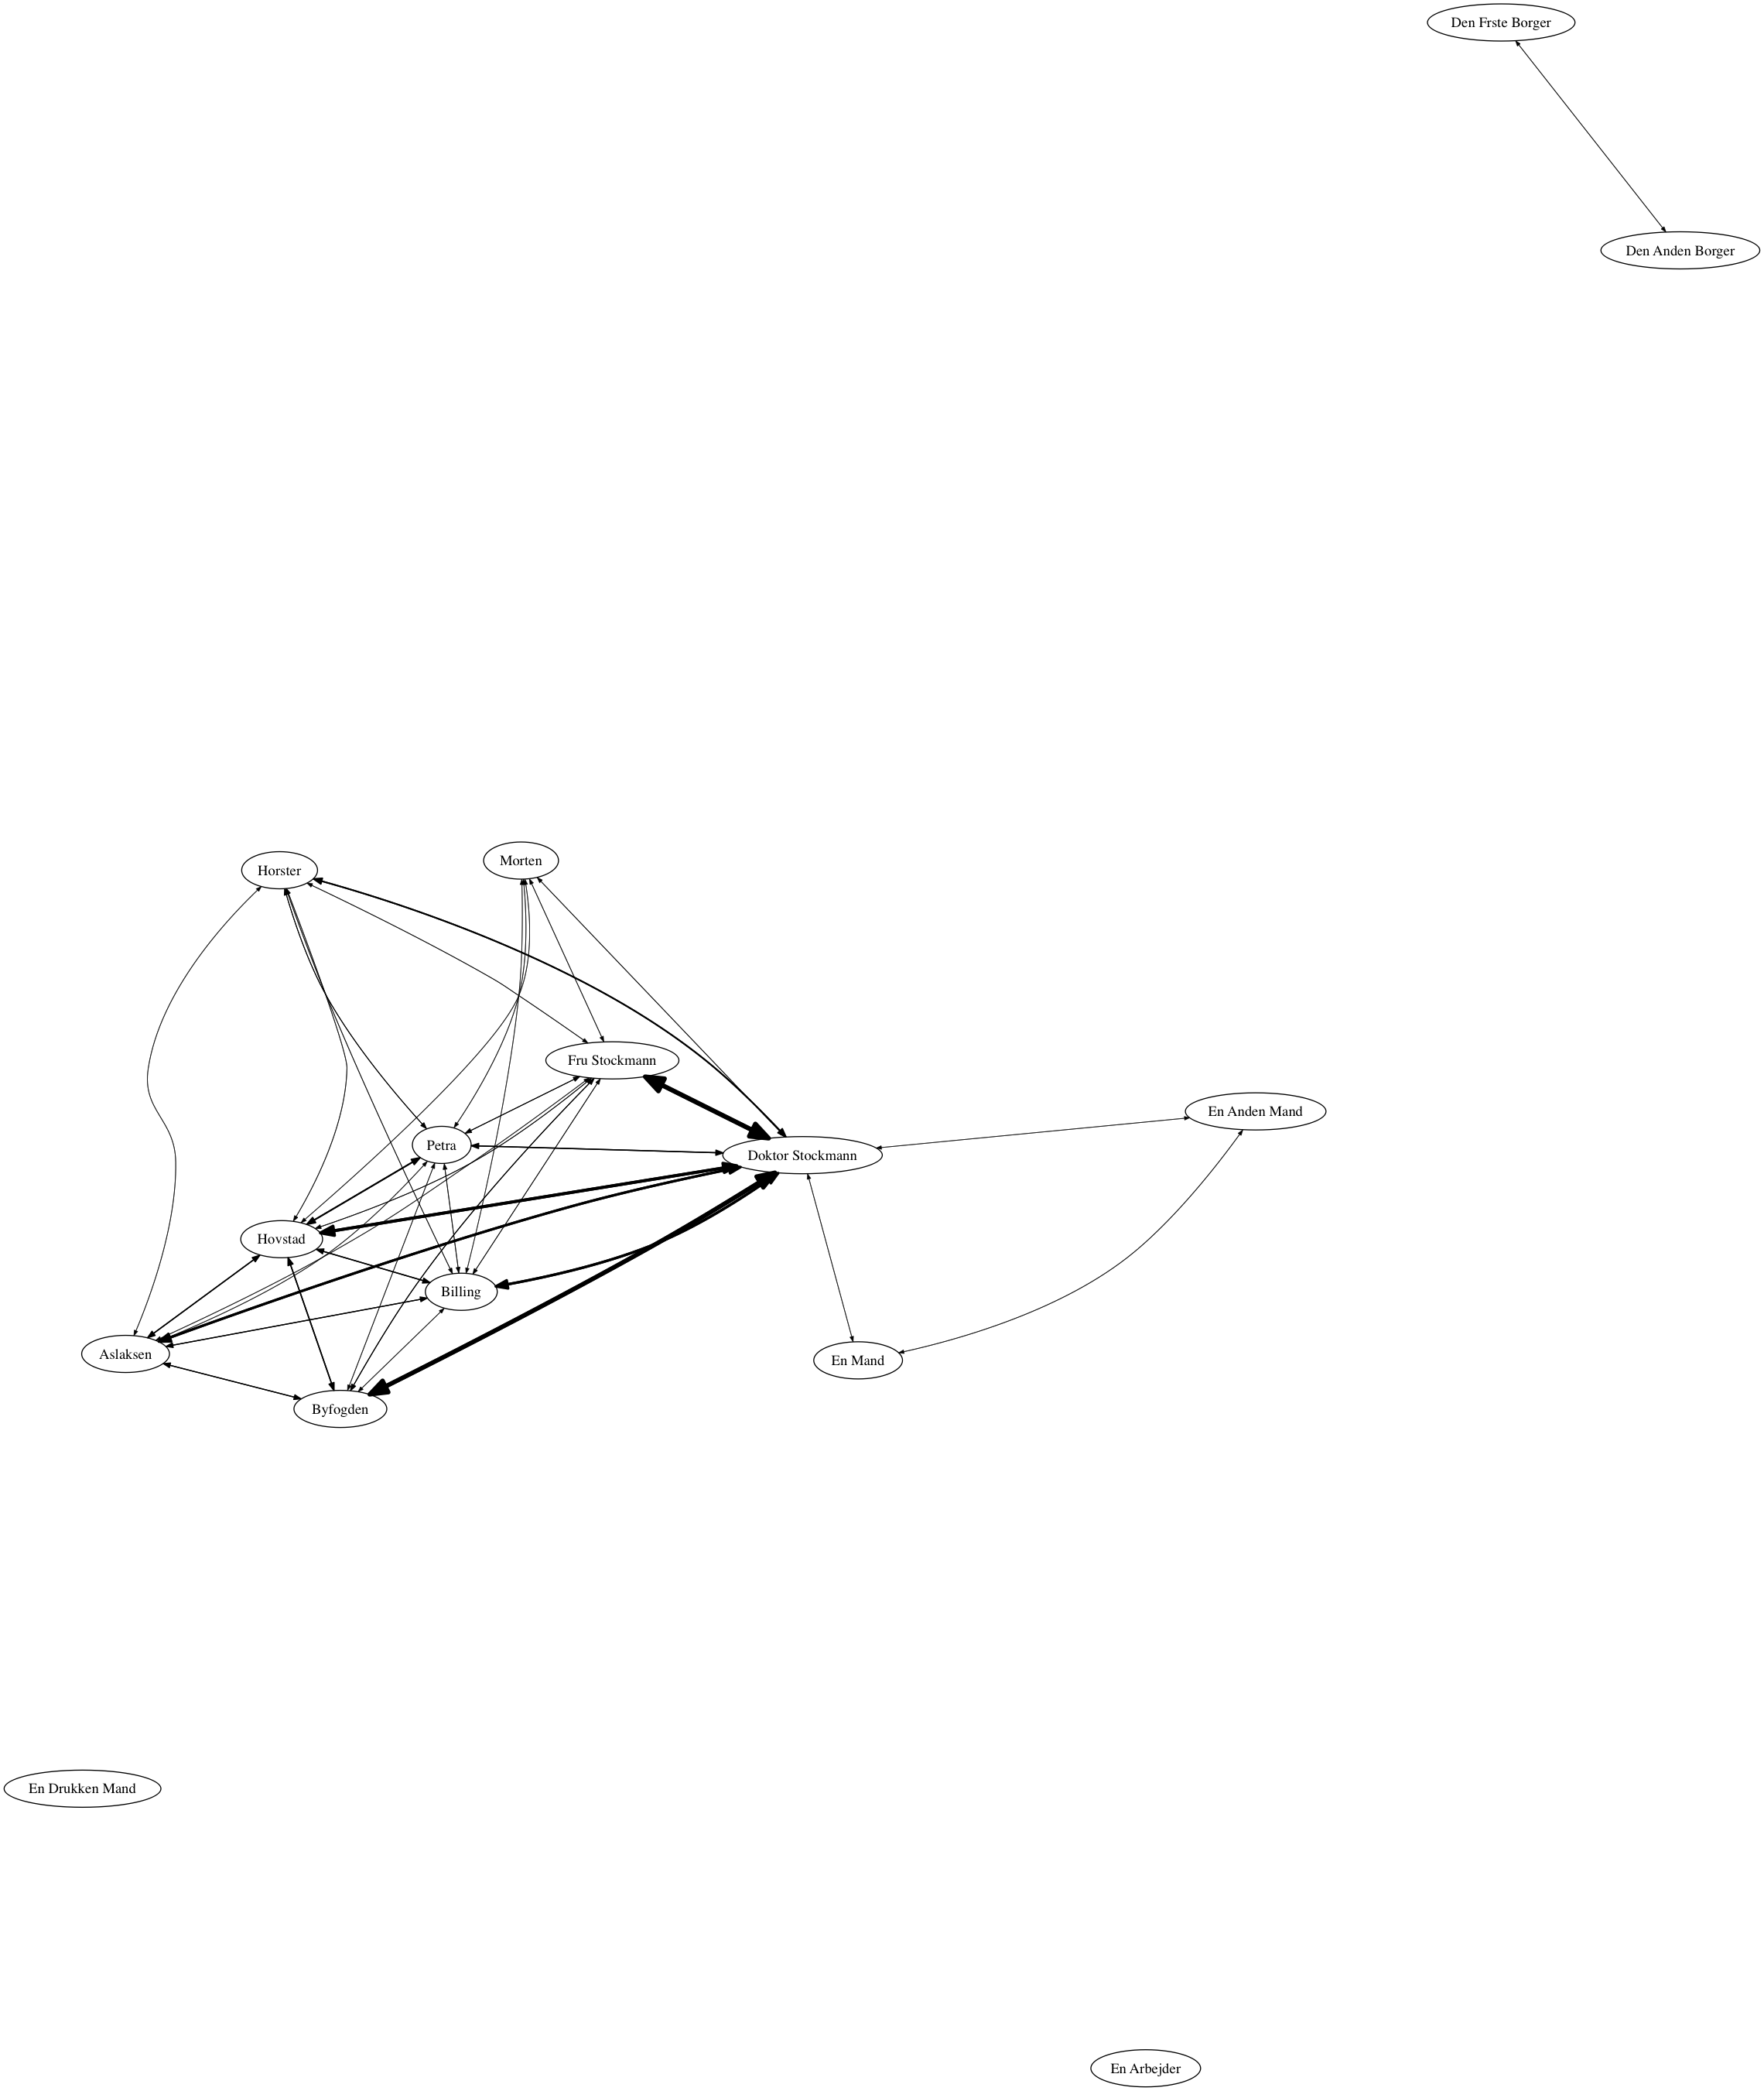 Den Frste Borger
Den Anden Borger
Morten
Horster
Fru Stockmann
En Anden Mand
Petra
Doktor Stockmann
Hovstad
Billing
Aslaksen
En Mand
Byfogden
En Drukken Mand
En Arbejder